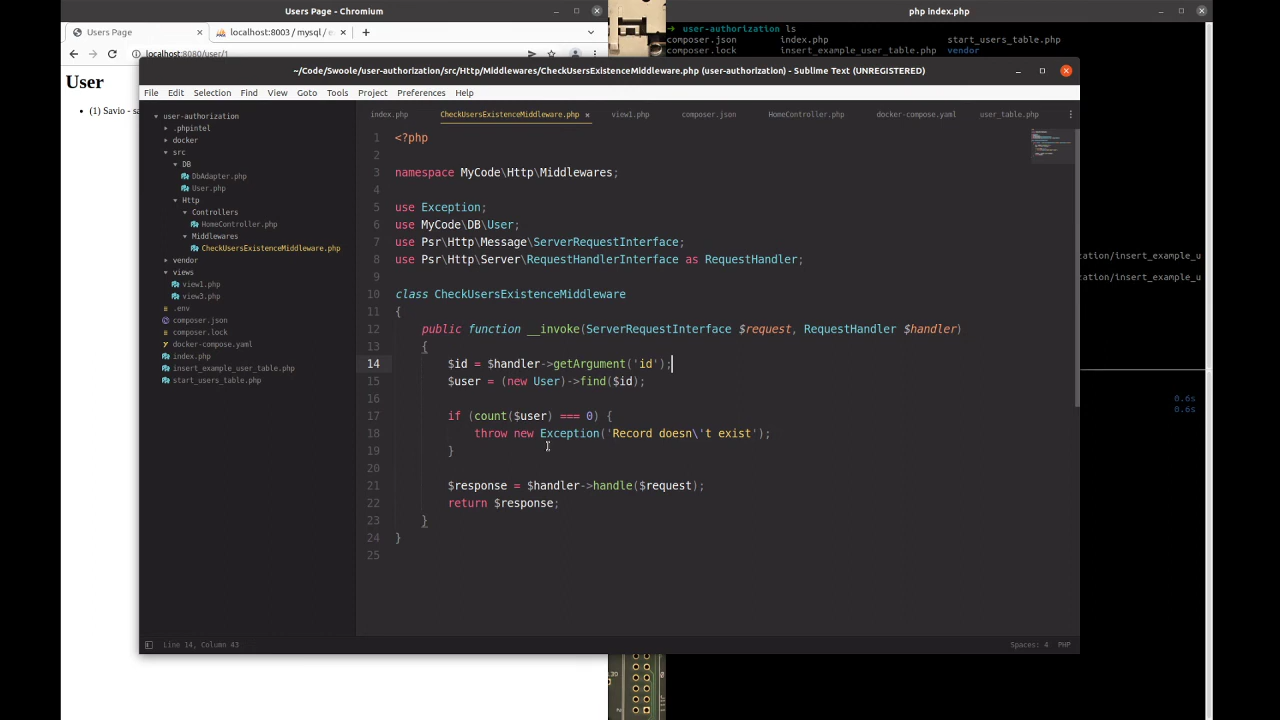 Users Page - Chromium
Users Page
localhost:8003 / mysql / e
localhost:8080/user/1
User
(1) Savio - s
php index.php
user-authorization ls
composer.json index.php start_users_table.php
composer.lock insert_example_user_table.php vendor
cation/insert_example_u
cation/insert_example_u
0.6s
0.6s
~/Code/Swoole/user-authorization/src/Http/Middlewares/CheckUsersExistenceMiddleware.php (user-authorization) - Sublime Text (UNREGISTERED)
File Edit Selection Find View Goto Tools Project Preferences Help
user-authorization
.phpintel
docker
src
DB
DbAdapter.php
User.php
Http
Controllers
HomeController.php
Middlewares
CheckUsersExistenceMiddleware.php
vendor
views
view1.php
view3.php
.env
composer.json
composer.lock
docker-compose.yaml
index.php
insert_example_user_table.php
start_users_table.php
index.php CheckUsersExistenceMiddleware.php view1.php composer.json HomeController.php docker-compose.yaml user_table.php
1 <?php
2
3 namespace MyCode\Http\Middlewares;
4
5 use Exception;
6 use MyCode\DB\User;
7 use Psr\Http\Message\ServerRequestInterface;
8 use Psr\Http\Server\RequestHandlerInterface as RequestHandler;
9
10 class CheckUsersExistenceMiddleware
11 {
12 public function __invoke(ServerRequestInterface $request, RequestHandler $handler)
13 {
14 $id = $handler->getArgument('id');
15 $user = (new User)->find($id);
16
17 if (count($user) === 0) {
18 throw new Exception('Record doesn\'t exist');
19 }
20
21 $response = $handler->handle($request);
22 return $response;
23 }
24 }
25
Line 14, Column 43
Spaces: 4 PHP